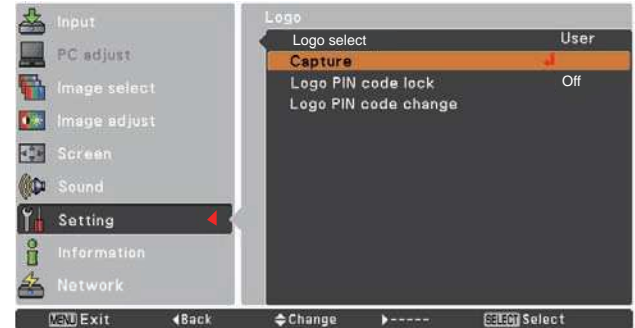 Input
PC adjust
Image select
Image adjust
Screen
Sound
Setting
Information
Network
Logo
Logo select User
Capture
Logo PIN code lock Off
Logo PIN code change
MENU Exit ◀Back Change ▶----- SELECT Select